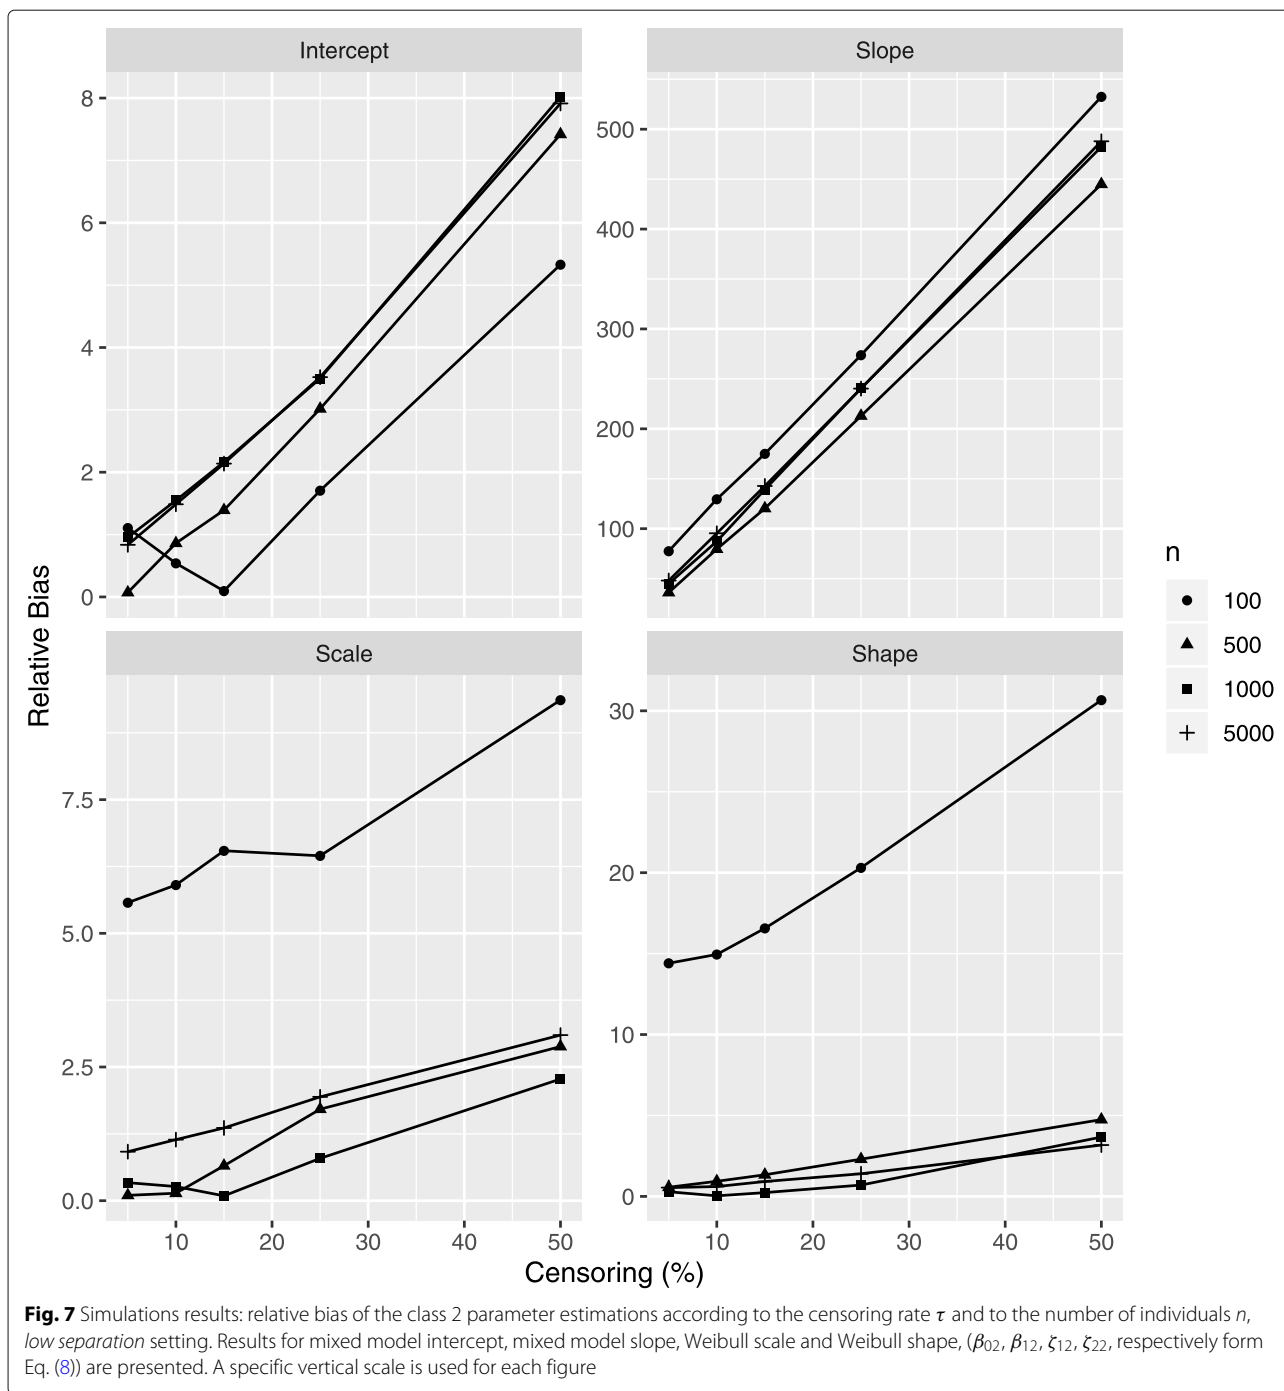 Intercept
Slope
8
6
4
2
0
500
400
300
200
100
Relative Bias
Scale
Shape
7.5
5.0
2.5
0.0
30
20
10
0
10 20 30 40 50
10 20 30 40 50
Censoring (%)
n
100
500
1000
5000
Fig. 7 Simulations results: relative bias of the class 2 parameter estimations according to the censoring rate τ and to the number of individuals n,
low separation setting. Results for mixed model intercept, mixed model slope, Weibull scale and Weibull shape, (β02, β12, ζ12, ζ22, respectively form
Eq. (8)) are presented. A specific vertical scale is used for each figure